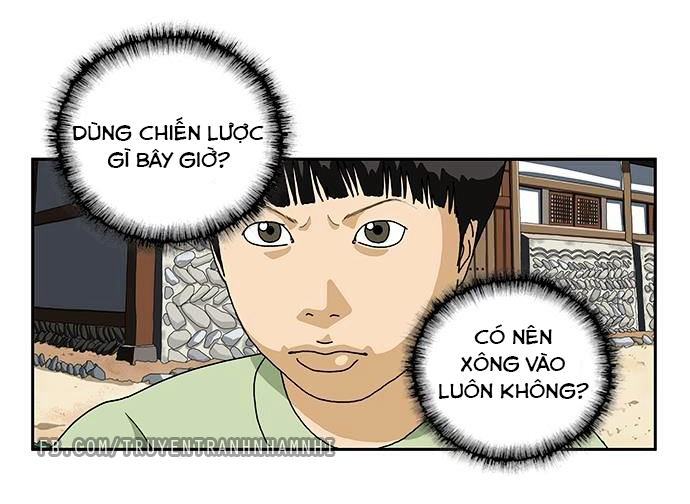 DÙNG CHIẾN LƯỢC
GÌ BÂY GIỜ?
CÓ NÊN
XÔNG VÀO
LUÔN KHÔNG?
FB.COM/TRUYENTRANHNHAMNHI